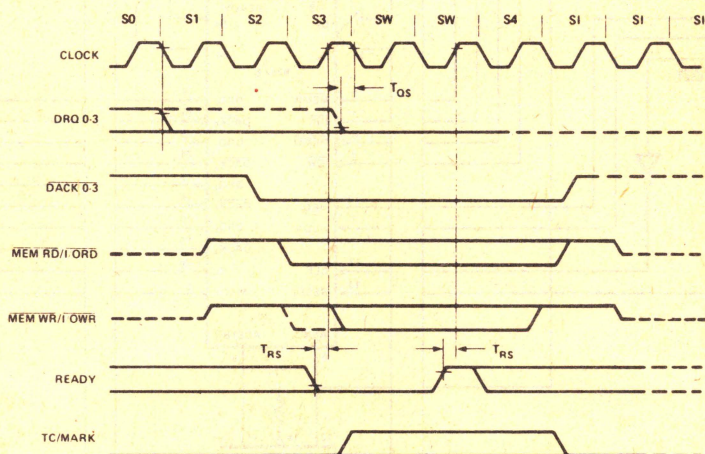 S0 | S1 | S2 | S3 | SW | SW | S4 | SI | SI | SI
CLOCK
TQS
DRQ 0-3
DACK 0-3
MEM RD/I ORD
MEM WR/I OWR
TRS TRS
READY
TC/MARK